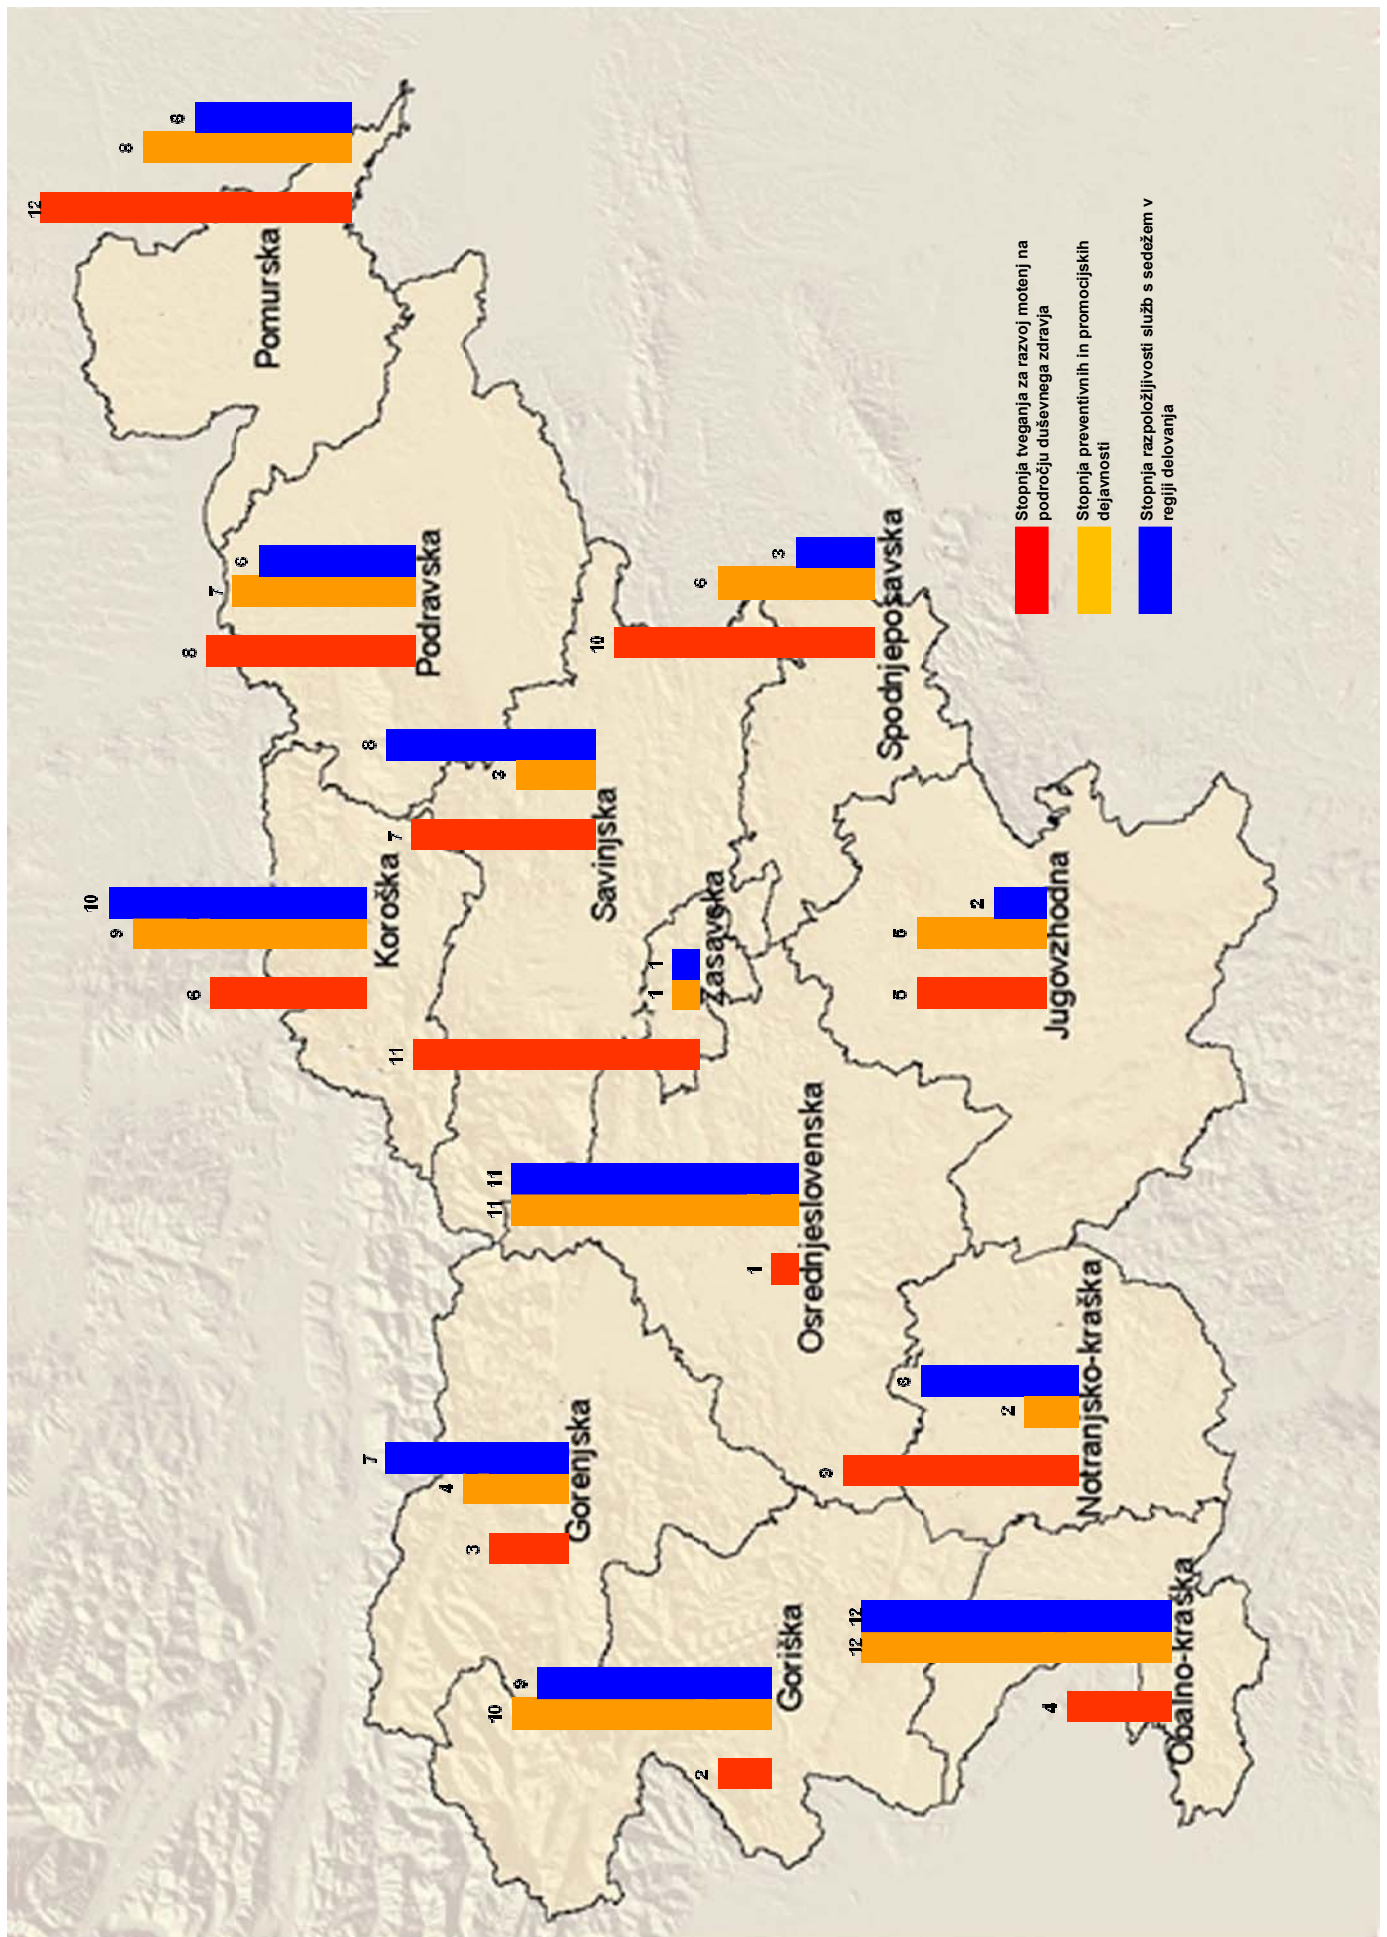 12
8
6
Pomurska
6
9
10
Koroška
8
7
6
Podravska
3
4
7
Gorenjska
7
3
8
Savinjska
11
1
1
Zasavska
2
10
9
Goriška
1
11
11
Osrednjeslovenska
10
6
3
Spodnjeposavska
5
5
2
Jugovzhodna
9
2
6
Notranjsko-kraška
4
12
12
Obalno-kraška
Stopnja tveganja za razvoj motenj na
področju duševnega zdravja
Stopnja preventivnih in promocijskih
dejavnosti
Stopnja razpoložljivosti služb s sedežem v
regiji delovanja